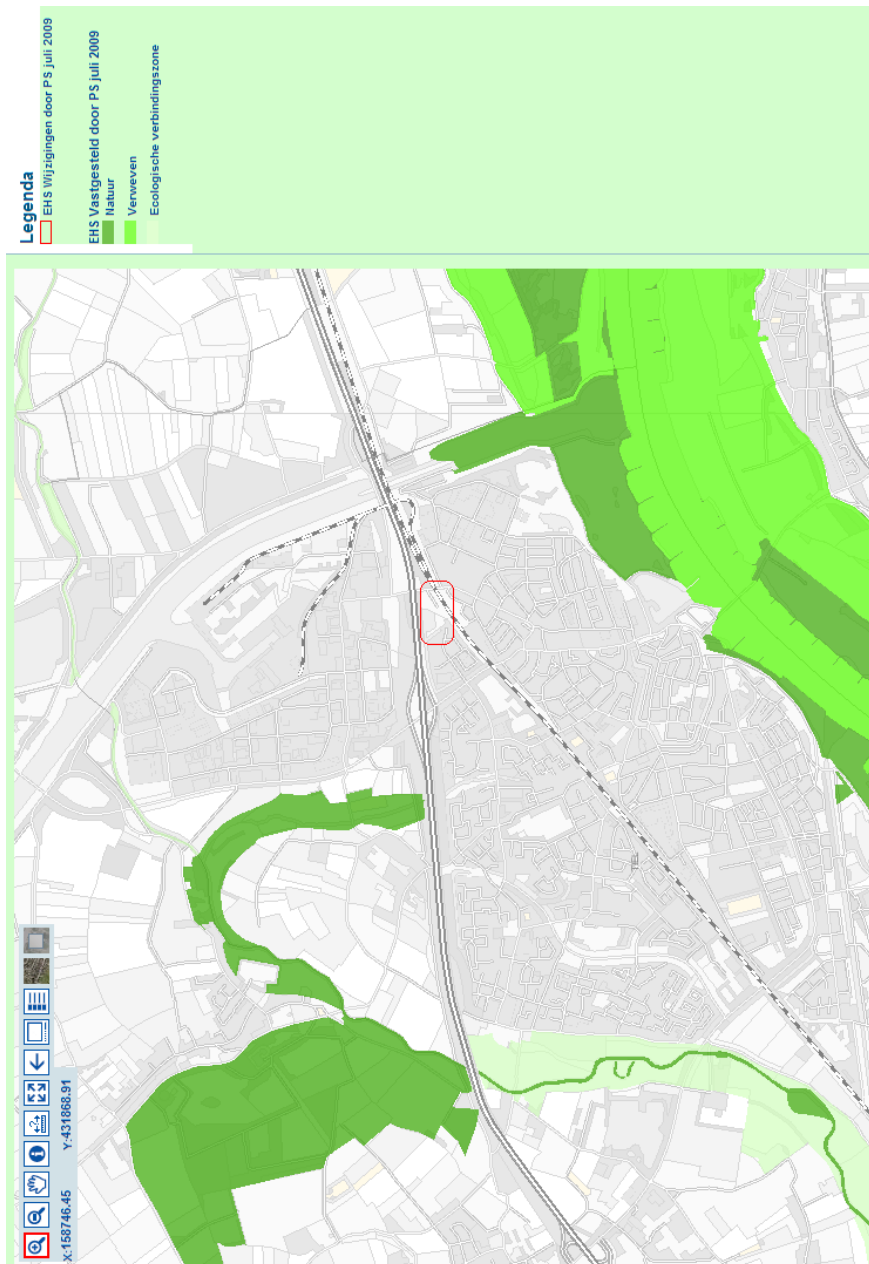 Legenda
EHS Wijzigingen door PS juli 2009
EHS Vastgesteld door PS juli 2009
Natuur
Verweven
Ecologische verbindingszone
X:158746.45 Y:431868.91
TIEL